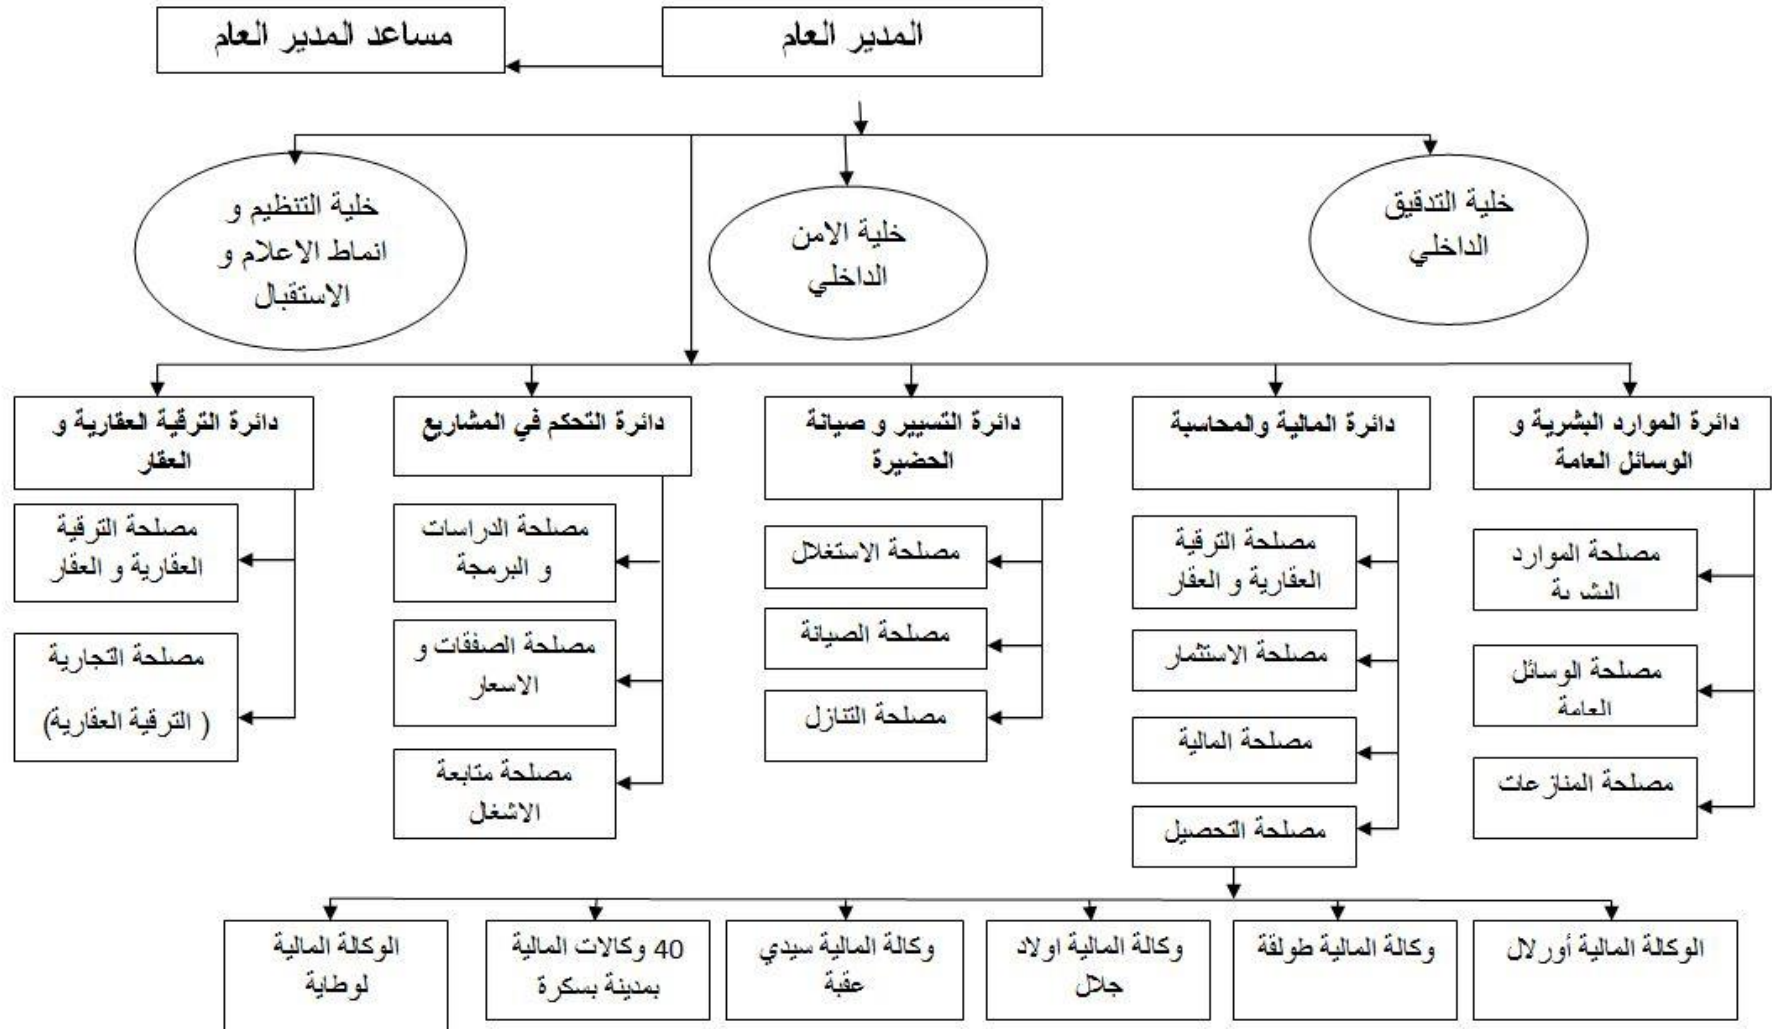 المدير العام
مساعد المدير العام
خلية التدقيق
الداخلي
خلية الامن
الداخلي
خلية التنظيم و
انماط الاعلام و
الاستقبال
دائرة الموارد البشرية و
الوسائل العامة
مصلحة الموارد
البشرية
مصلحة الوسائل
العامة
مصلحة المنازعات
دائرة المالية والمحاسبة
مصلحة الترقية
العقارية و العقار
مصلحة الاستثمار
مصلحة المالية
مصلحة التحصيل
دائرة التسيير و صيانة
الحضيرة
مصلحة الاستغلال
مصلحة الصيانة
مصلحة التنازل
دائرة التحكم في المشاريع
مصلحة الدراسات
و البرمجة
مصلحة الصفقات و
الاسعار
مصلحة متابعة
الاشغال
دائرة الترقية العقارية و
العقار
مصلحة الترقية
العقارية و العقار
مصلحة التجارية
( الترقية العقارية)
الوكالة المالية أورلال
وكالة المالية طولقة
وكالة المالية اولاد
جلال
وكالة المالية سيدي
عقبة
40 وكالات المالية
بمدينة بسكرة
الوكالة المالية
لوطاية